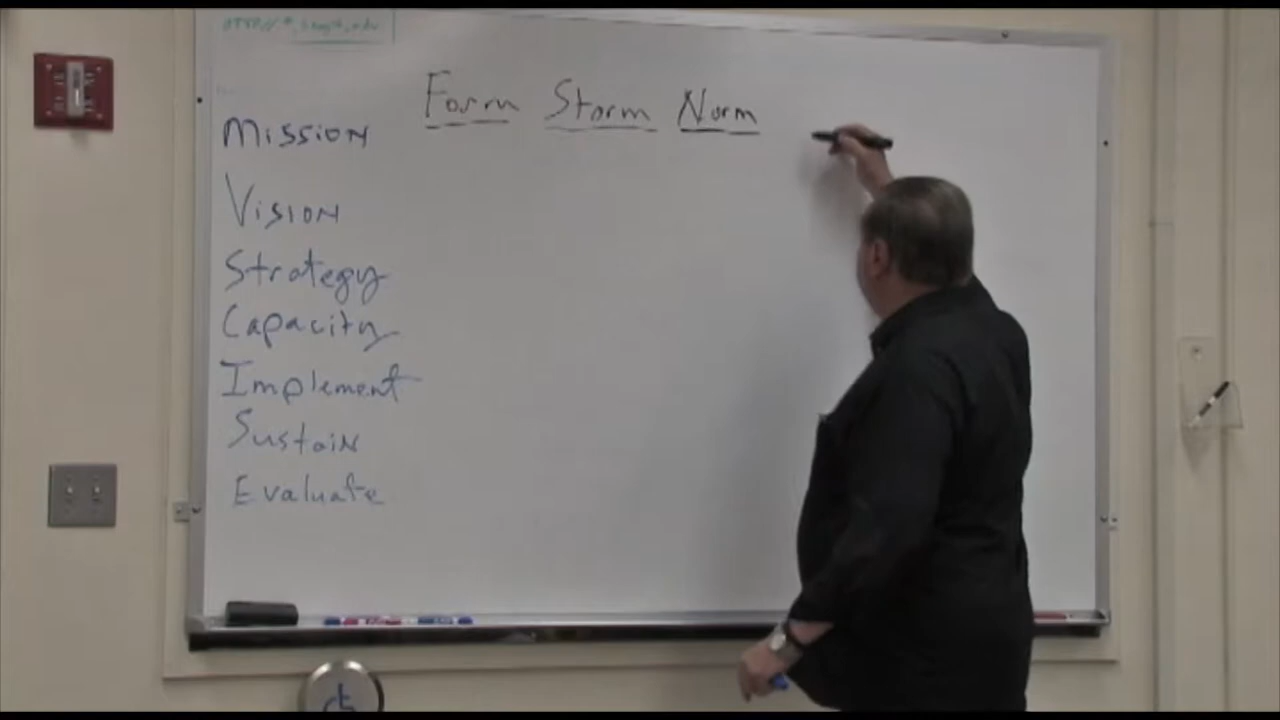 Form Storm Norm
Mission
Vision
Strategy
Capacity
Implement
Sustain
Evaluate